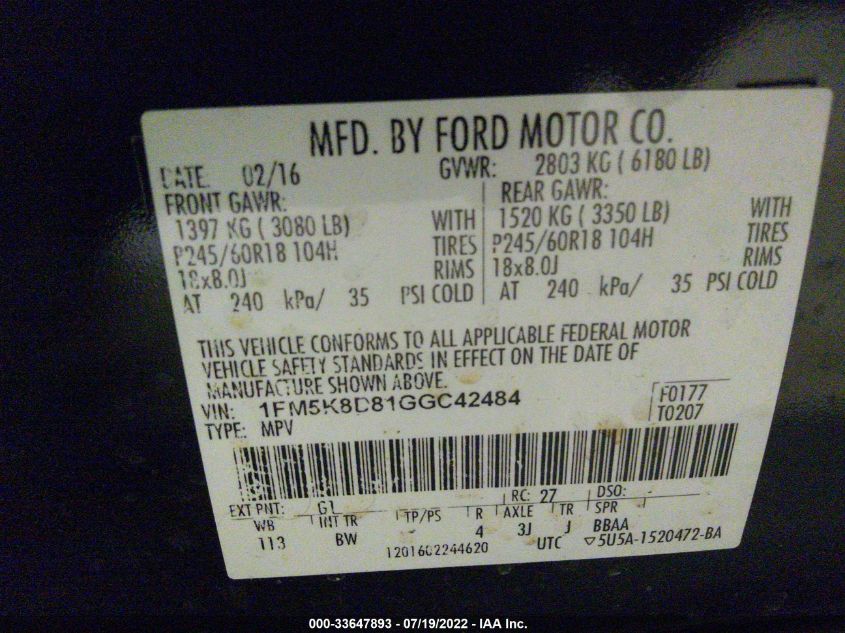 MFD. BY FORD MOTOR CO.
DATE: 02/16 GVWR: 2803 KG ( 6180 LB)
FRONT GAWR: REAR GAWR:
1397 KG ( 3080 LB) WITH 1520 KG ( 3350 LB) WITH
P245/60R18 104H TIRES P245/60R18 104H TIRES
18x8.0J RIMS 18x8.0J RIMS
AT 240 kPa/ 35 PSI COLD AT 240 kPa/ 35 PSI COLD
THIS VEHICLE CONFORMS TO ALL APPLICABLE FEDERAL MOTOR
VEHICLE SAFETY STANDARDS IN EFFECT ON THE DATE OF
MANUFACTURE SHOWN ABOVE.
VIN: 1FM5K8D81GGC42484 F0177
TYPE: MPV T0207
EXT PNT: G1 RC: 27 DSO:
WB INT TR TP/PS R AXLE TR SPR
113 BW 4 3J J BBAA
1201602244620 UTC ▽5U5A-1520472-BA
000-33647893 - 07/19/2022 - IAA Inc.